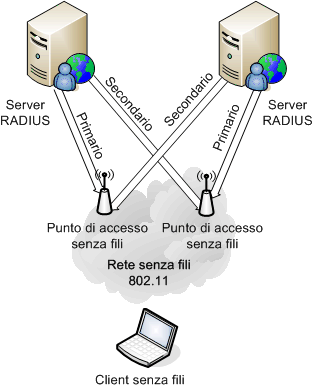 Server
RADIUS
Server
RADIUS
Primario
Secondario
Secondario
Primario
Punto di accesso
senza fili
Punto di accesso
senza fili
Rete senza fili
802.11
Client senza fili